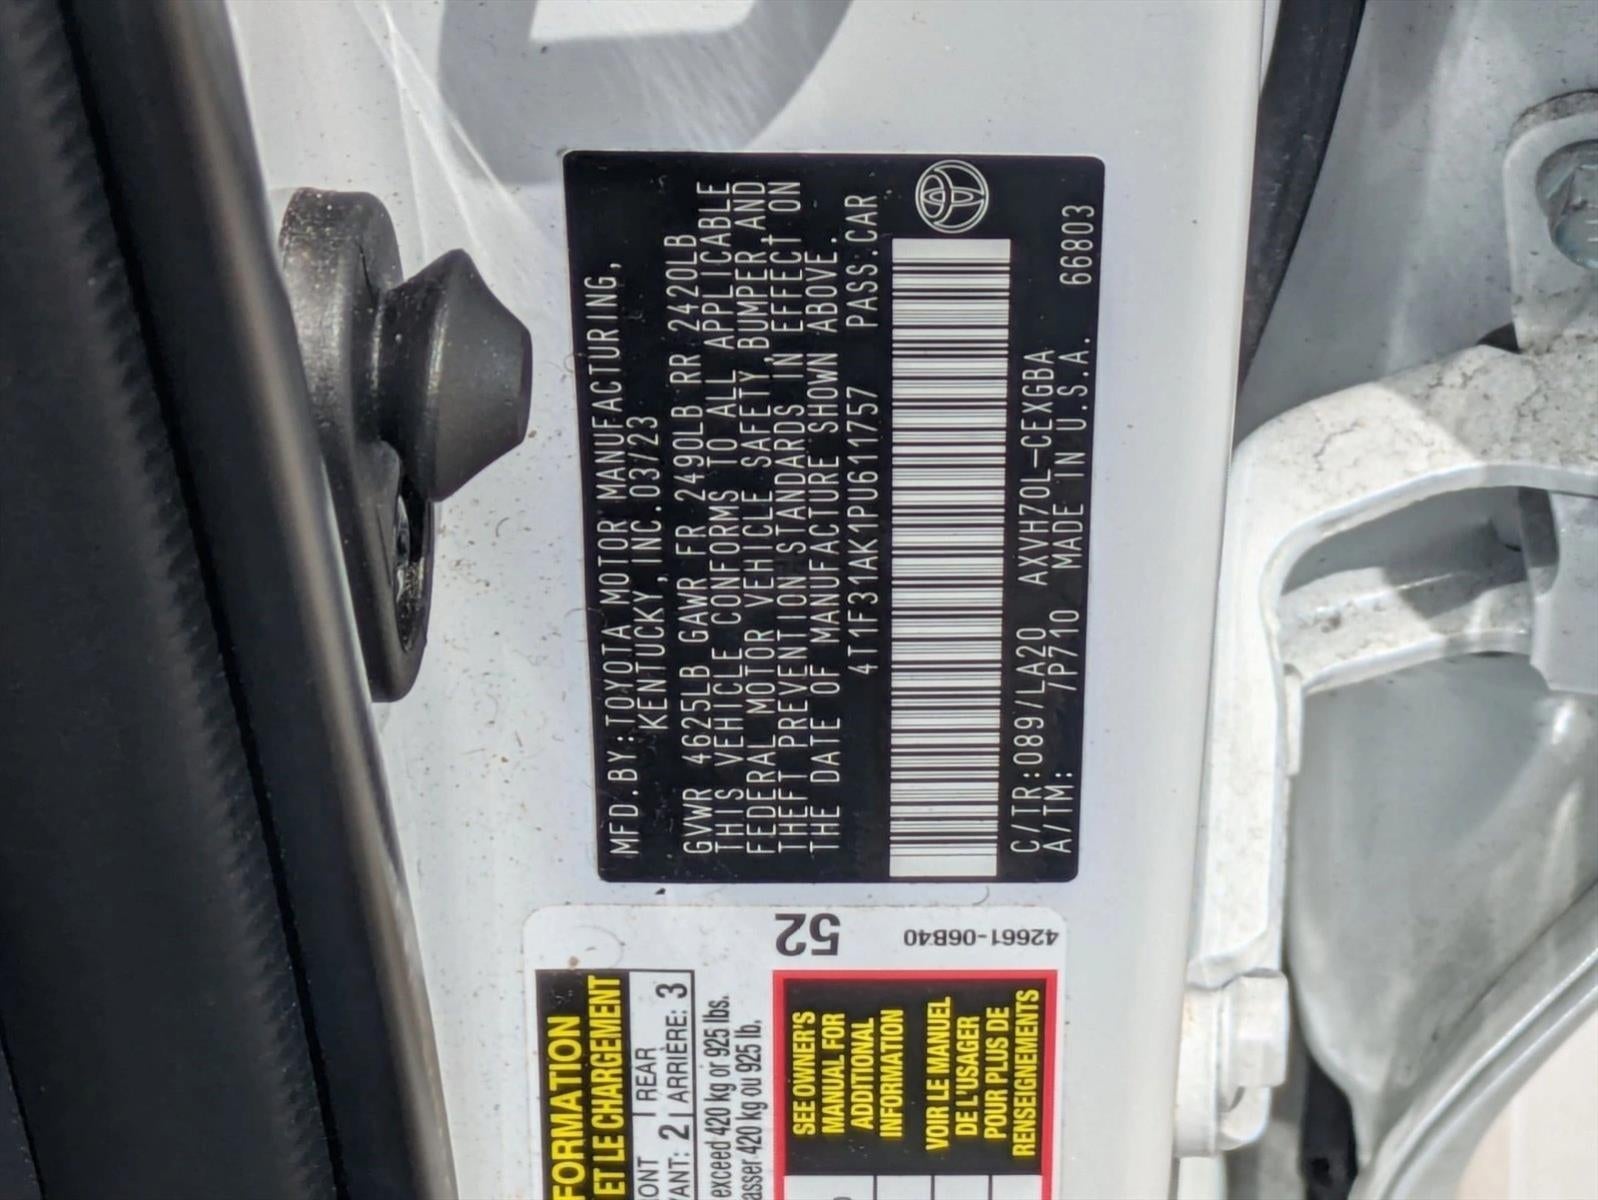 MFD.BY:TOYOTA MOTOR MANUFACTURING,
KENTUCKY, INC.03/23
GVWR 4625LB GAWR FR 2490LB RR 2420LB
THIS VEHICLE CONFORMS TO ALL APPLICABLE
FEDERAL MOTOR VEHICLE SAFETY, BUMPER, AND
THEFT PREVENTION STANDARDS IN EFFECT ON
THE DATE OF MANUFACTURE SHOWN ABOVE.
4T1F31AK1PU611757 PASS.CAR
C/TR:089/LA20 AXVH70L-CEXGBA
A/TM: /P710 MADE IN U.S.A. 66803
52
42661-06B40
FORMATION
ET LE CHARGEMENT
ONT REAR
VANT: 2 ARRIÈRE: 3
exceed 420 kg or 925 lbs.
asser 420 kg ou 925 lb.
SEE OWNER'S
MANUAL FOR
ADDITIONAL
INFORMATION
VOIR LE MANUEL
DE L'USAGER
POUR PLUS DE
RENSEIGNEMENTS